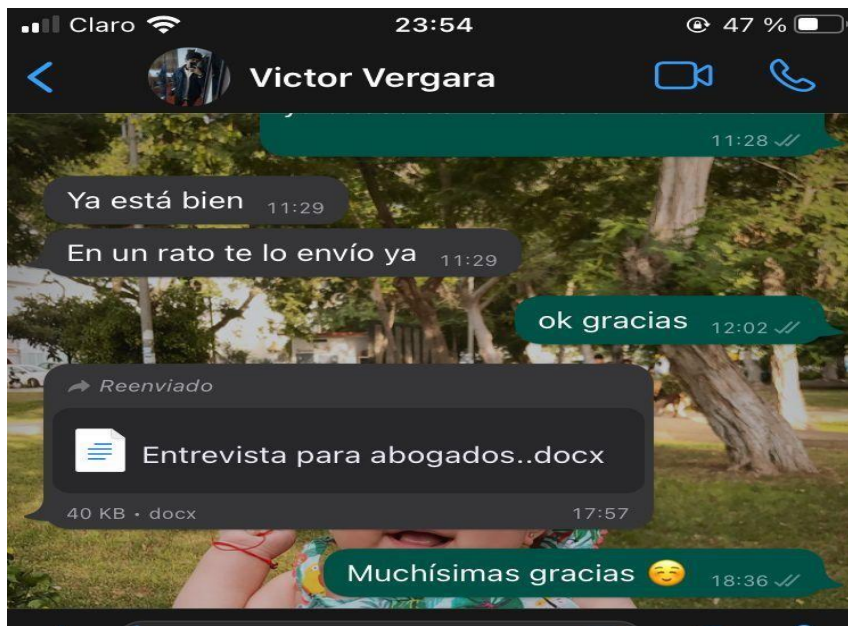 Claro 23:54 47 %
Victor Vergara
11:28
Ya está bien 11:29
En un rato te lo envío ya 11:29
ok gracias 12:02
Reenviado
Entrevista para abogados..docx
40 KB • docx 17:57
Muchísimas gracias ☺️ 18:36